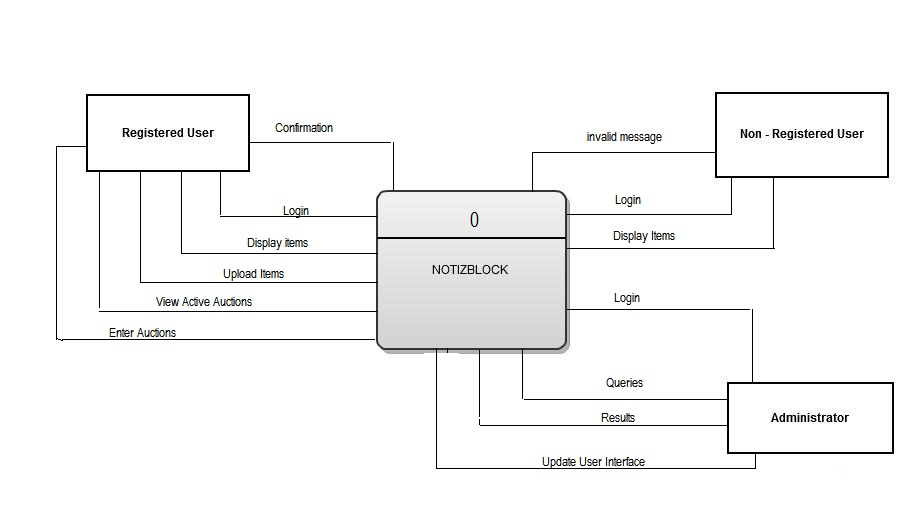 Registered User
Confirmation
Login
Display items
Upload Items
View Active Auctions
Enter Auctions
0
NOTIZBLOCK
Non - Registered User
invalid message
Login
Display Items
Login
Queries
Results
Update User Interface
Administrator